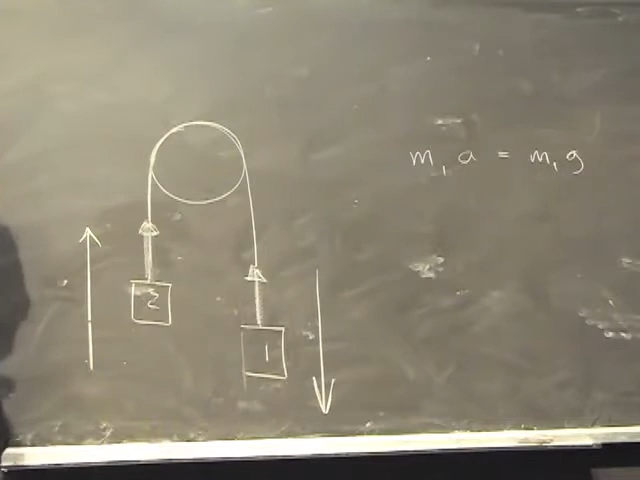 m₁a = m₁g
2
1